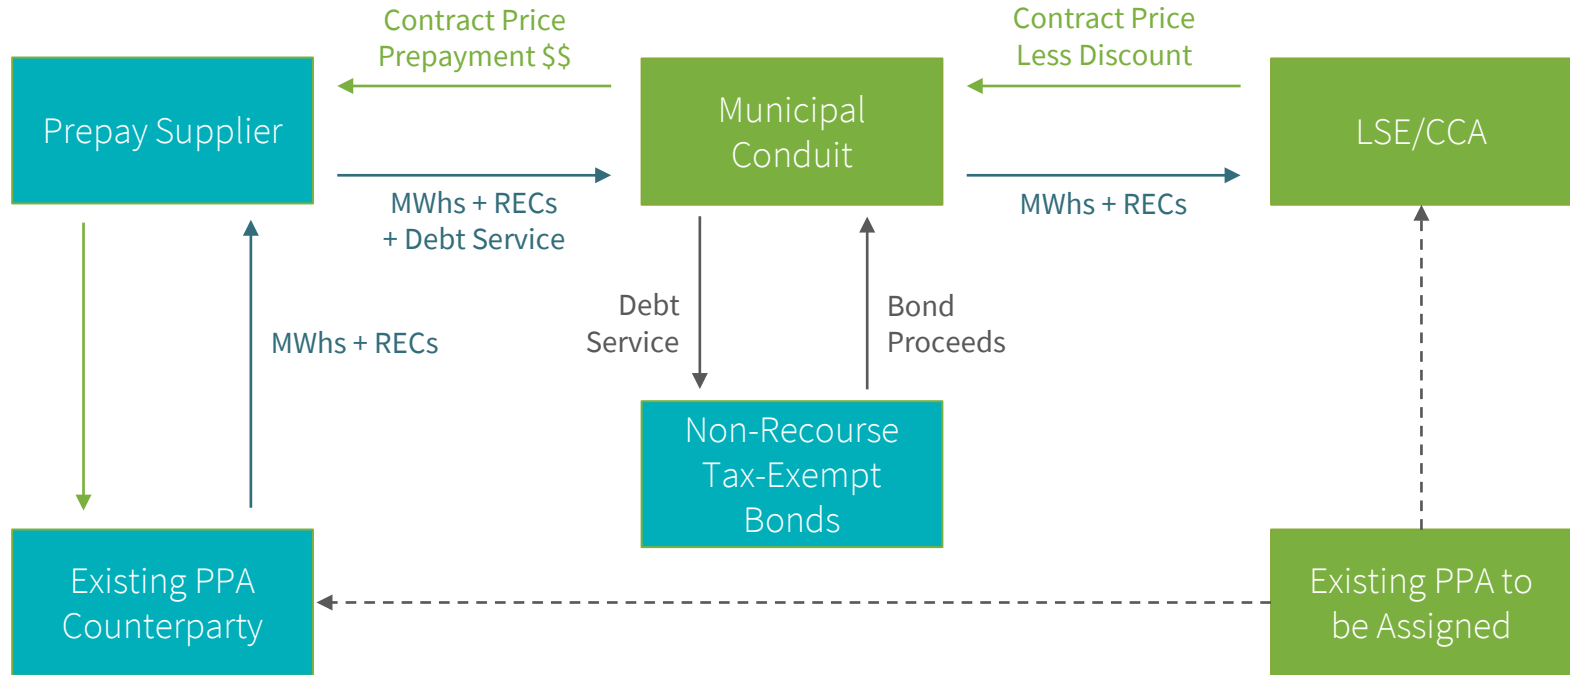 Contract Price
Prepayment $$
Contract Price
Less Discount
Prepay Supplier
Municipal
Conduit
LSE/CCA
MWhs + RECs
+ Debt Service
MWhs + RECs
Debt
Service
Bond
Proceeds
MWhs + RECs
Non-Recourse
Tax-Exempt
Bonds
Existing PPA
Counterparty
Existing PPA to
be Assigned